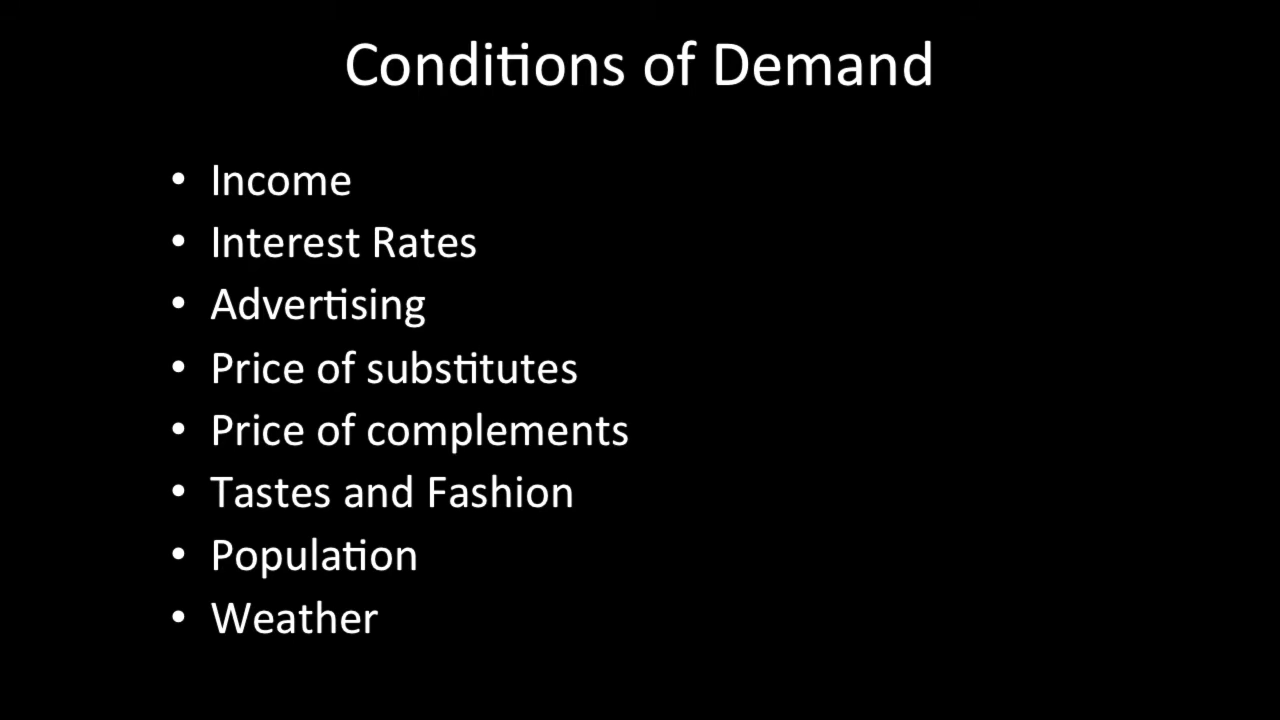 Conditions of Demand
• Income
• Interest Rates
• Advertising
• Price of substitutes
• Price of complements
• Tastes and Fashion
• Population
• Weather